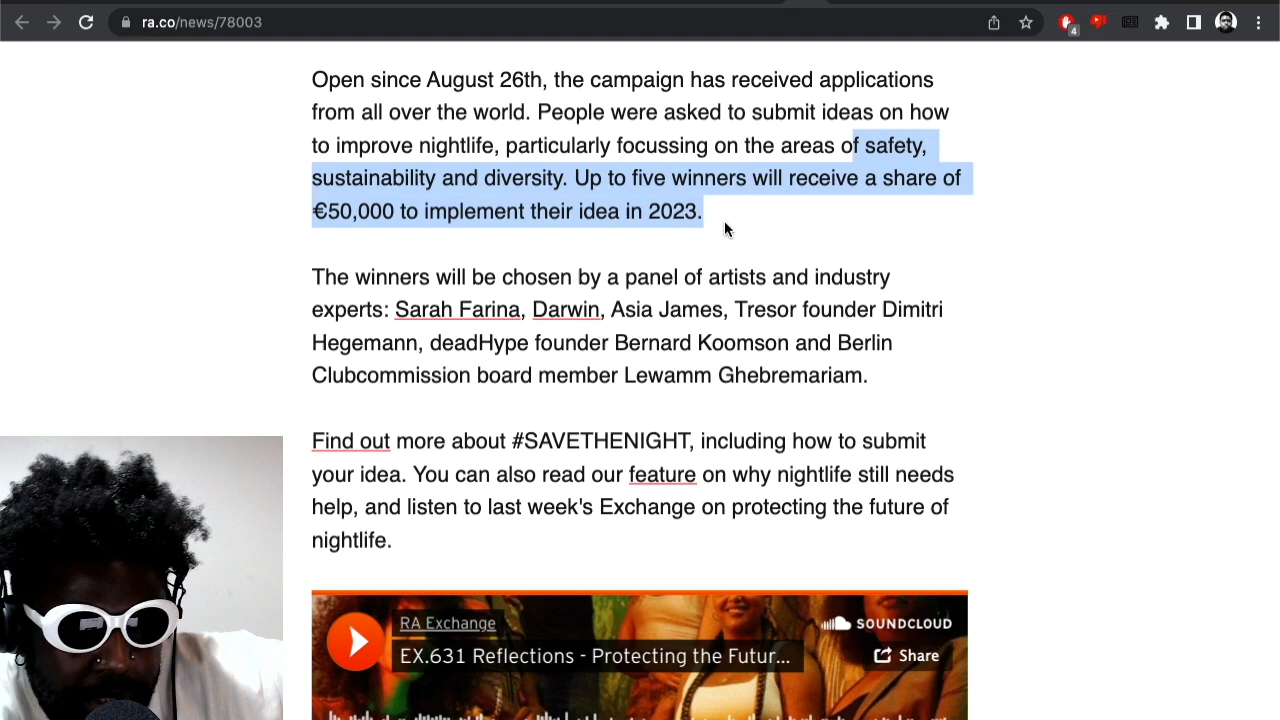 ra.co/news/78003
4
Open since August 26th, the campaign has received applications
from all over the world. People were asked to submit ideas on how
to improve nightlife, particularly focussing on the areas of safety,
sustainability and diversity. Up to five winners will receive a share of
€50,000 to implement their idea in 2023.
The winners will be chosen by a panel of artists and industry
experts: Sarah Farina, Darwin, Asia James, Tresor founder Dimitri
Hegemann, deadHype founder Bernard Koomson and Berlin
Clubcommission board member Lewamm Ghebremariam.
Find out more about #SAVETHENIGHT, including how to submit
your idea. You can also read our feature on why nightlife still needs
help, and listen to last week's Exchange on protecting the future of
nightlife.
RA Exchange
SOUNDCLOUD
EX.631 Reflections - Protecting the Futur...
Share